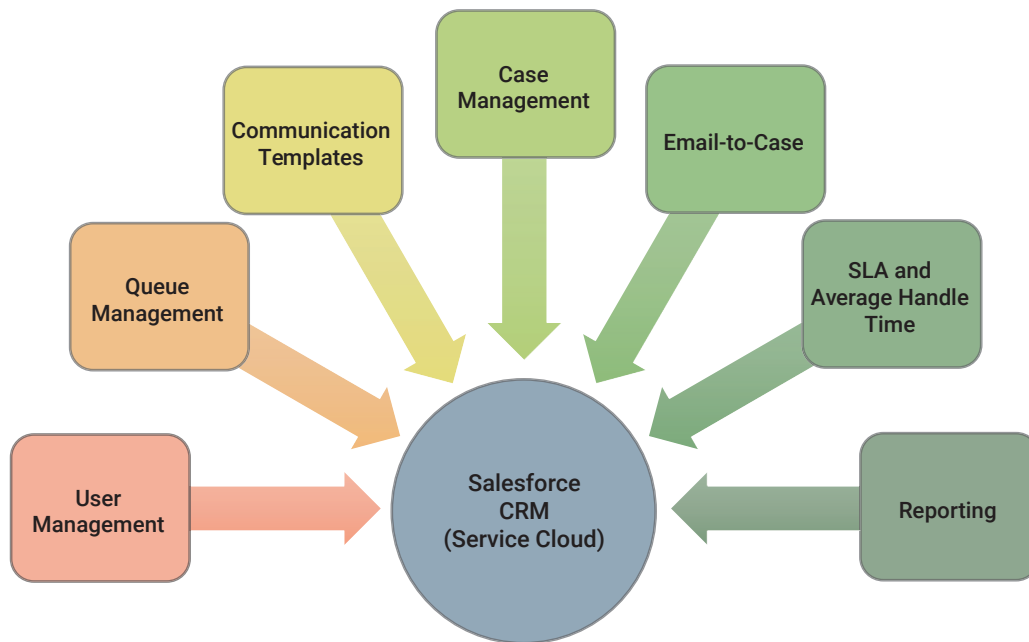 Case
Management
Communication
Templates
Email-to-Case
Queue
Management
SLA and
Average Handle
Time
User
Management
Salesforce
CRM
(Service Cloud)
Reporting